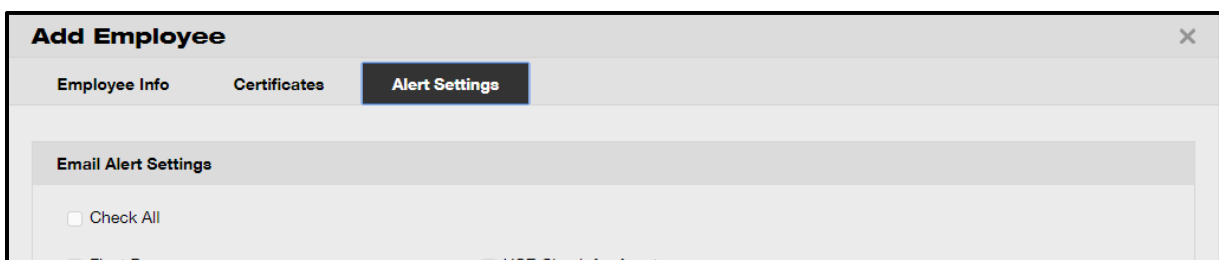 Add Employee
Employee Info Certificates Alert Settings
Email Alert Settings
Check All